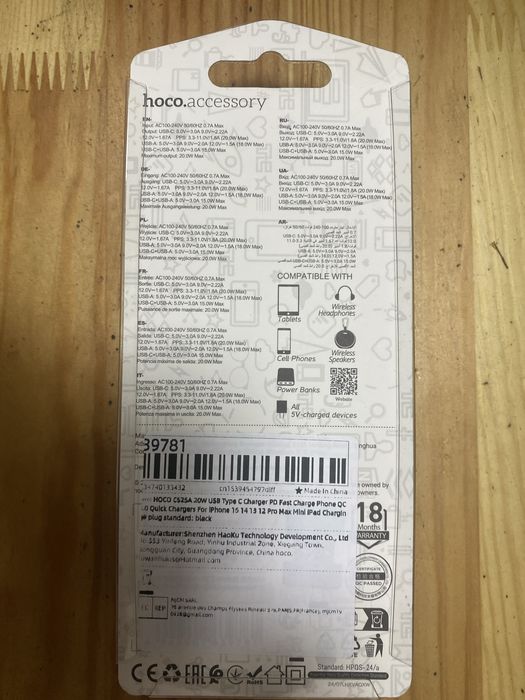 hoco.accessory
EN-
Input: AC100-240V 50/60HZ 0.7A Max
Output: USB-C: 5.0V⎓3.0A 9.0V⎓2.22A
12.0V⎓1.67A PPS: 3.3-11.0V/1.8A (20.0W Max)
USB-A: 5.0V⎓3.0A 9.0V⎓2.0A 12.0V⎓1.5A (18.0W Max)
USB-C+USB-A: 5.0V⎓3.0A 15.0W Max
Maximum output: 20.0W Max
DE-
Eingang: AC100-240V 50/60HZ 0.7A Max
Ausgang: USB-C: 5.0V⎓3.0A 9.0V⎓2.22A
12.0V⎓1.67A PPS: 3.3-11.0V/1.8A (20.0W Max)
USB-A: 5.0V⎓3.0A 9.0V⎓2.0A 12.0V⎓1.5A (18.0W Max)
USB-C+USB-A: 5.0V⎓3.0A 15.0W Max
Maximale Ausgangsleistung: 20.0W Max
PL-
Wejście: AC100-240V 50/60HZ 0.7A Max
Wyjście: USB-C: 5.0V⎓3.0A 9.0V⎓2.22A
12.0V⎓1.67A PPS: 3.3-11.0V/1.8A (20.0W Max)
USB-A: 5.0V⎓3.0A 9.0V⎓2.0A 12.0V⎓1.5A (18.0W Max)
USB-C+USB-A: 5.0V⎓3.0A 15.0W Max
Maksymalna moc wyjściowa: 20.0W Max
FR-
Entrée: AC100-240V 50/60HZ 0.7A Max
Sortie: USB-C: 5.0V⎓3.0A 9.0V⎓2.22A
12.0V⎓1.67A PPS: 3.3-11.0V/1.8A (20.0W Max)
USB-A: 5.0V⎓3.0A 9.0V⎓2.0A 12.0V⎓1.5A (18.0W Max)
USB-C+USB-A: 5.0V⎓3.0A 15.0W Max
Puissance de sortie maximale: 20.0W Max
ES-
Entrada: AC100-240V 50/60HZ 0.7A Max
Salida: USB-C: 5.0V⎓3.0A 9.0V⎓2.22A
12.0V⎓1.67A PPS: 3.3-11.0V/1.8A (20.0W Max)
USB-A: 5.0V⎓3.0A 9.0V⎓2.0A 12.0V⎓1.5A (18.0W Max)
USB-C+USB-A: 5.0V⎓3.0A 15.0W Max
Potencia máxima de salida: 20.0W Max
IT-
Ingresso: AC100-240V 50/60HZ 0.7A Max
Uscita: USB-C: 5.0V⎓3.0A 9.0V⎓2.22A
12.0V⎓1.67A PPS: 3.3-11.0V/1.8A (20.0W Max)
USB-A: 5.0V⎓3.0A 9.0V⎓2.0A 12.0V⎓1.5A (18.0W Max)
USB-C+USB-A: 5.0V⎓3.0A 15.0W Max
Potenza massima in uscita: 20.0W Max
RU-
Вход: AC100-240V 50/60HZ 0.7A Max
Выход: USB-C: 5.0V⎓3.0A 9.0V⎓2.22A
12.0V⎓1.67A PPS: 3.3-11.0V/1.8A (20.0W Max)
USB-A: 5.0V⎓3.0A 9.0V⎓2.0A 12.0V⎓1.5A (18.0W Max)
USB-C+USB-A: 5.0V⎓3.0A 15.0W Max
Максимальный выход: 20.0W Max
UA-
Вхід: AC100-240V 50/60HZ 0.7A Max
Вихід: USB-C: 5.0V⎓3.0A 9.0V⎓2.22A
12.0V⎓1.67A PPS: 3.3-11.0V/1.8A (20.0W Max)
USB-A: 5.0V⎓3.0A 9.0V⎓2.0A 12.0V⎓1.5A (18.0W Max)
USB-C+USB-A: 5.0V⎓3.0A 15.0W Max
Максимальний вихід: 20.0W Max
AR-
COMPATIBLE WITH
Tablets
Wireless
Headphones
Cell Phones
Wireless
Speakers
Power Banks
Website
All
5V-charged devices
39781
cn1539454797diff
★ Made In China
HOCO CS25A 20W USB Type C Charger PD Fast Charge Phone QC
.0 Quick Chargers For iPhone 15 14 13 12 Pro Max Mini iPad Chargin
plug standard: black
Manufacturer:Shenzhen HaoKu Technology Development Co., Ltd
Yinhu Industrial Zone, Xiegang Town,
Guangdong Province, China hoco.
owned by
owners.
18
Months
WARRANTY
CERTIFICATE
QC PASSED
EC REP
75 avenue des Champs Elysees Bureau PARIS
CE EAC RoHS
Standard: HPQS-24/a